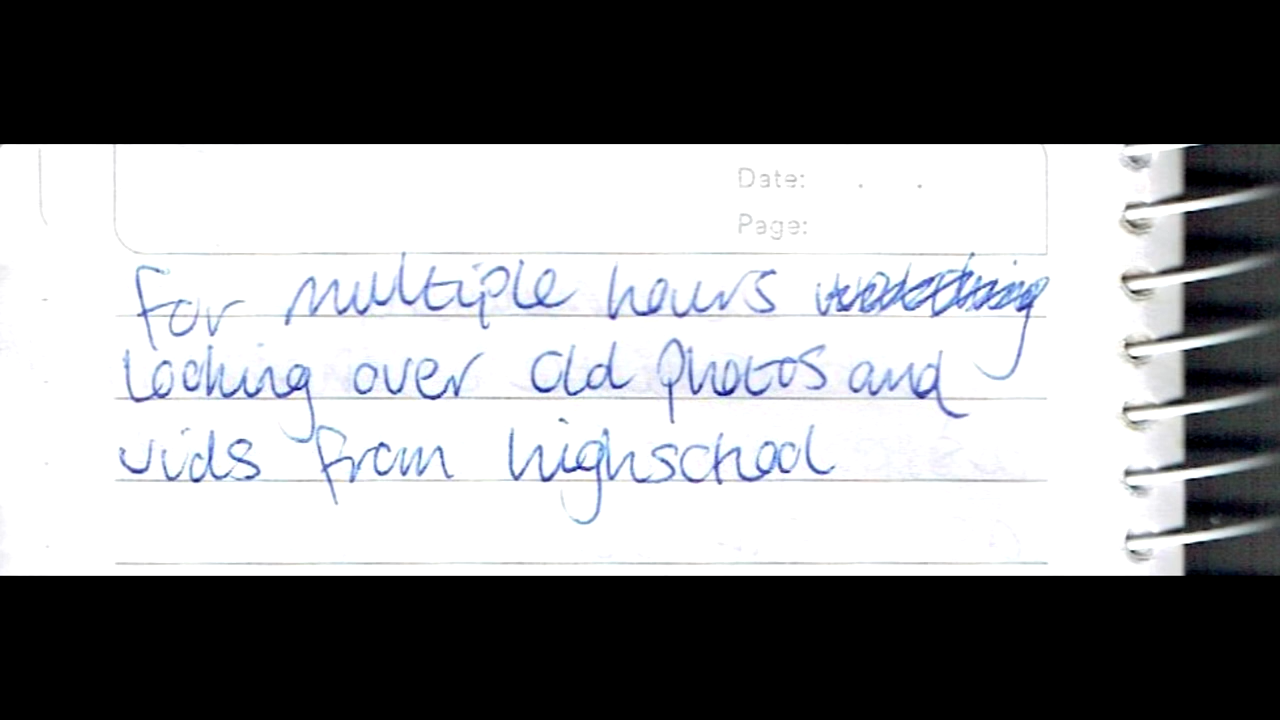 Date: . .
Page:
For multiple hours
looking over old photos and
vids from highschool